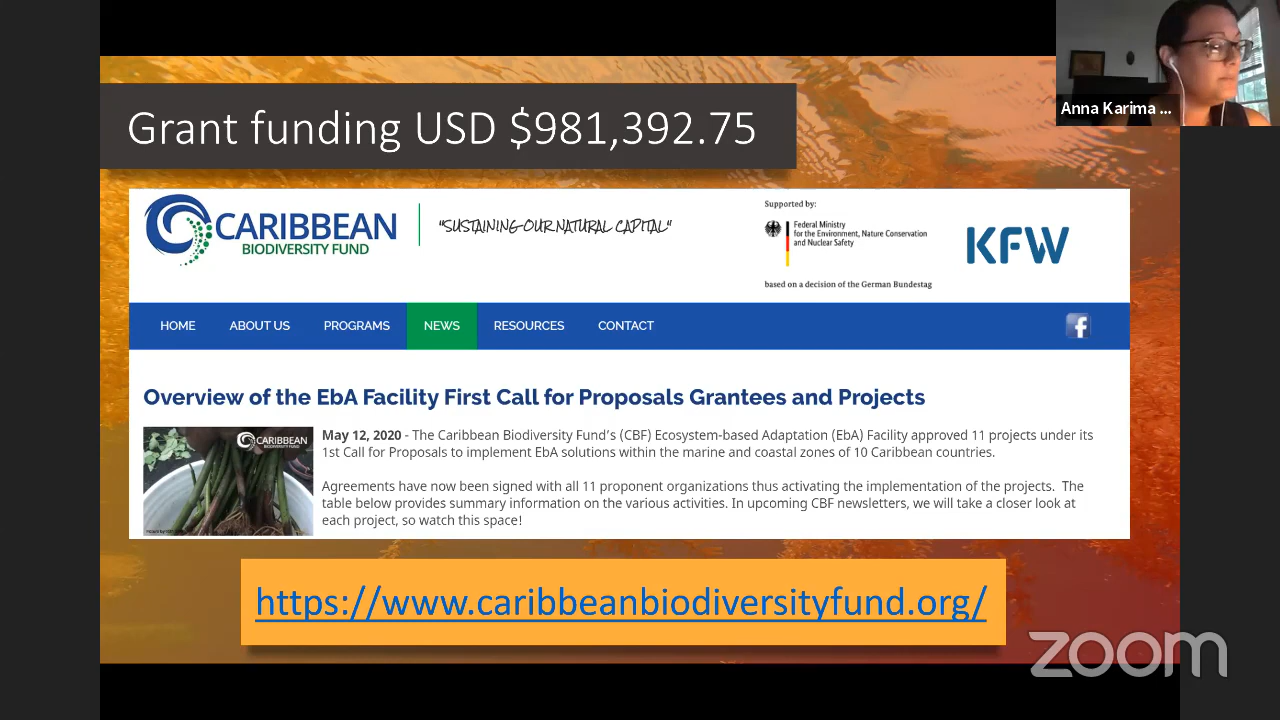 Grant funding USD $981,392.75
Anna Karima ...
CARIBBEAN
BIODIVERSITY FUND
"SUSTAINING OUR NATURAL CAPITAL"
Supported by:
Federal Ministry
for the Environment, Nature Conservation
and Nuclear Safety
based on a decision of the German Bundestag
KFW
HOME ABOUT US PROGRAMS NEWS RESOURCES CONTACT
f
Overview of the EbA Facility First Call for Proposals Grantees and Projects
CARIBBEAN
BIODIVERSITY FUND
May 12, 2020 - The Caribbean Biodiversity Fund's (CBF) Ecosystem-based Adaptation (EbA) Facility approved 11 projects under its
1st Call for Proposals to implement EbA solutions within the marine and coastal zones of 10 Caribbean countries.
Agreements have now been signed with all 11 proponent organizations thus activating the implementation of the projects. The
table below provides summary information on the various activities. In upcoming CBF newsletters, we will take a closer look at
each project, so watch this space!
https://www.caribbeanbiodiversityfund.org/
zoom